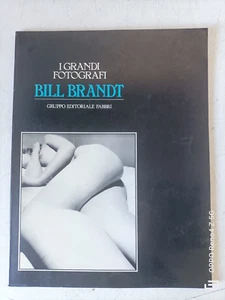 I GRANDI
FOTOGRAFI
BILL BRANDT
GRUPPO EDITORIALE FABBRI